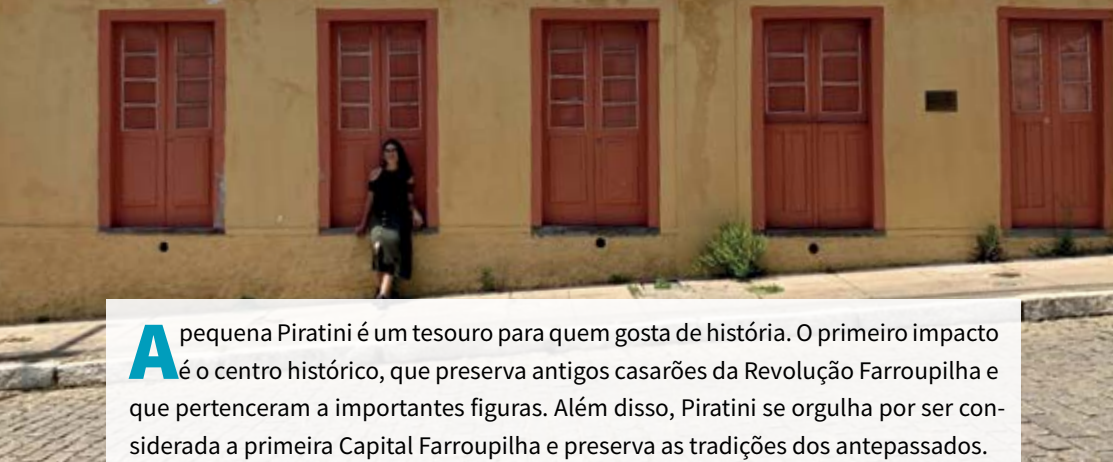 A pequena Piratini é um tesouro para quem gosta de história. O primeiro impacto
é o centro histórico, que preserva antigos casarões da Revolução Farroupilha e
que pertenceram a importantes figuras. Além disso, Piratini se orgulha por ser con-
siderada a primeira Capital Farroupilha e preserva as tradições dos antepassados.